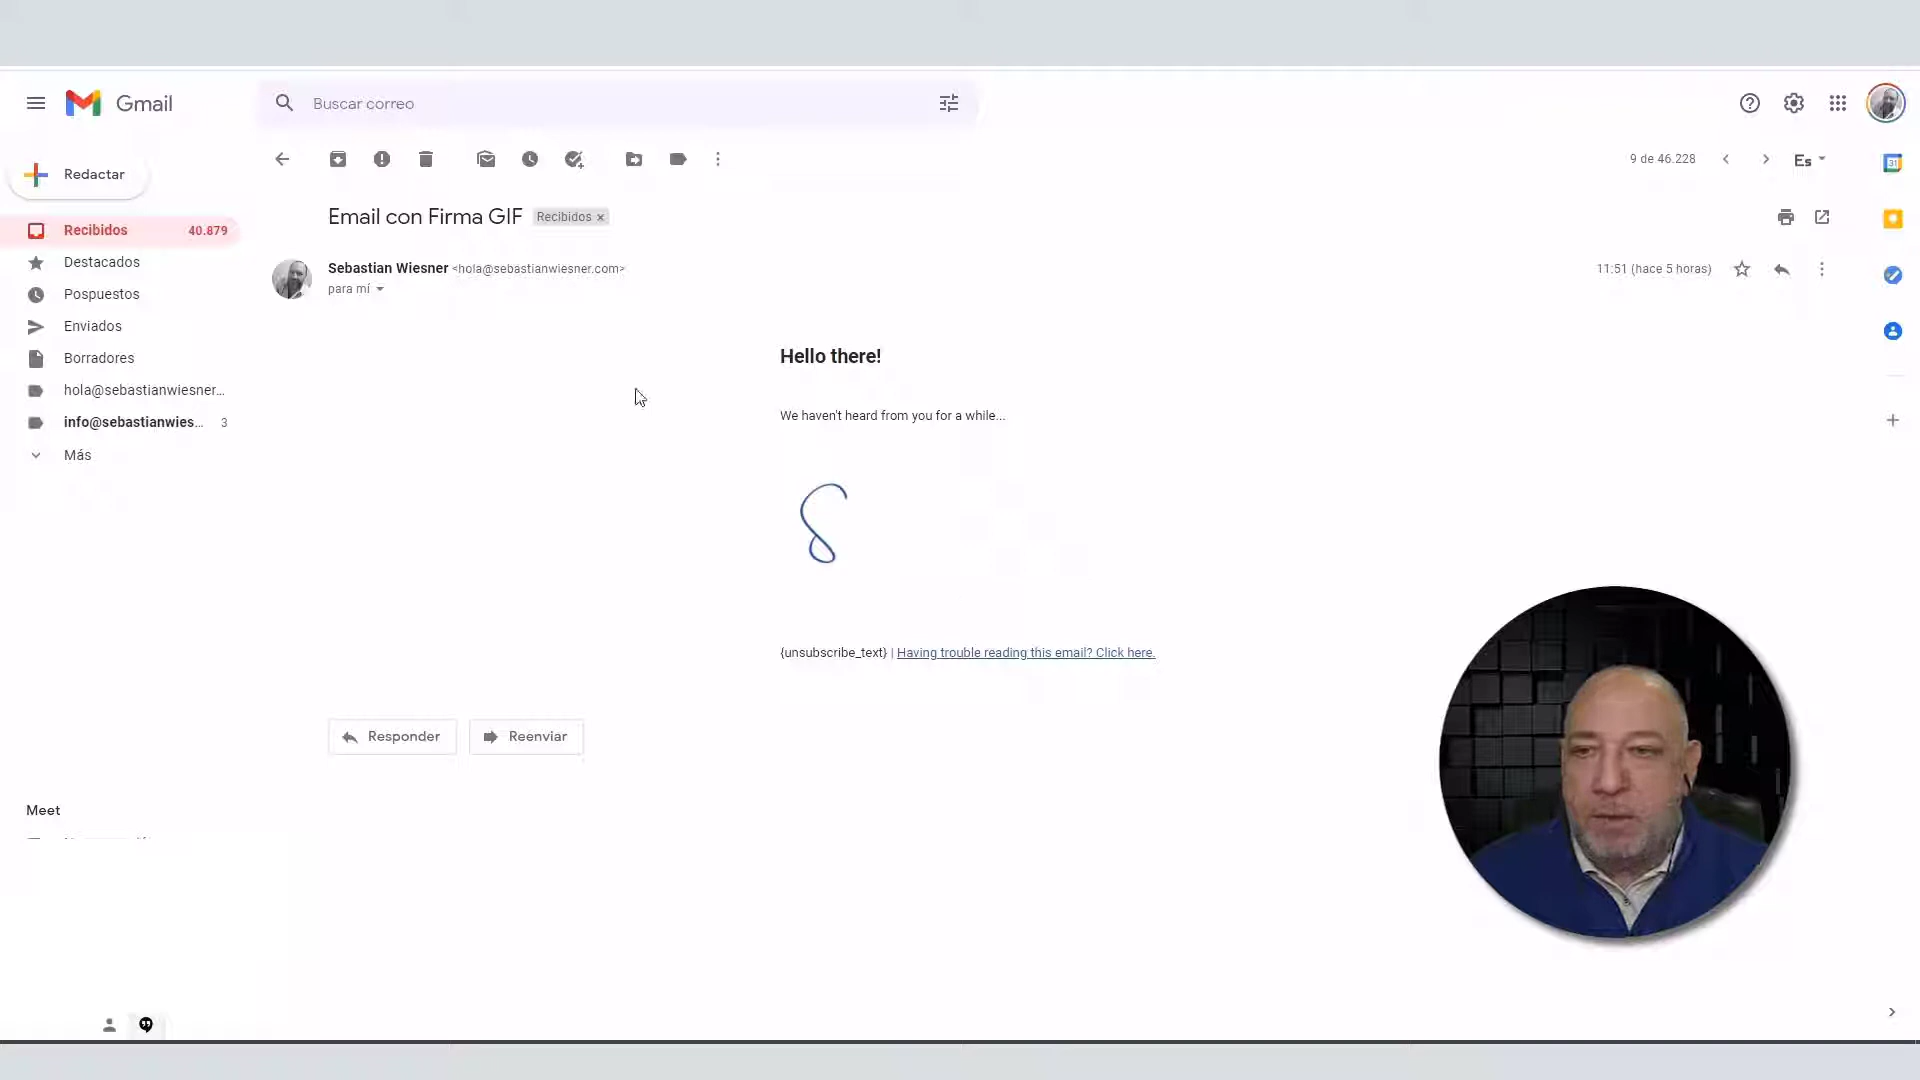 Gmail
Buscar correo
Redactar
9 de 46.228
Es
31
Email con Firma GIF
Recibidos x
Recibidos 40.879
Destacados
Sebastian Wiesner <hola@sebastianwiesner.com>
11:51 (hace 5 horas)
para mí
Pospuestos
Enviados
Borradores
hola@sebastianwiesner...
info@sebastianwies... 3
Más
Hello there!
We haven't heard from you for a while...
{unsubscribe_text} | Having trouble reading this email? Click here.
Responder
Reenviar
Meet